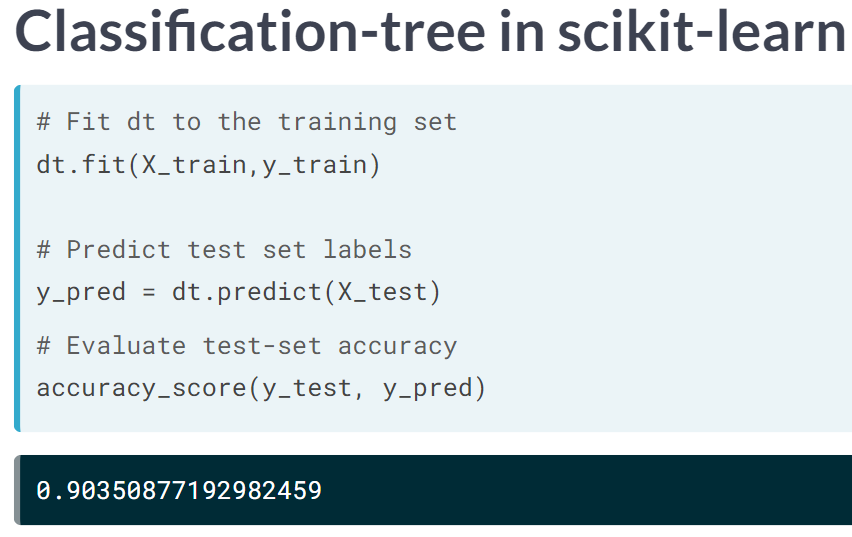 Classification-tree in scikit-learn
# Fit dt to the training set
dt.fit(X_train,y_train)
# Predict test set labels
y_pred = dt.predict(X_test)
# Evaluate test-set accuracy
accuracy_score(y_test, y_pred)
0.90350877192982459